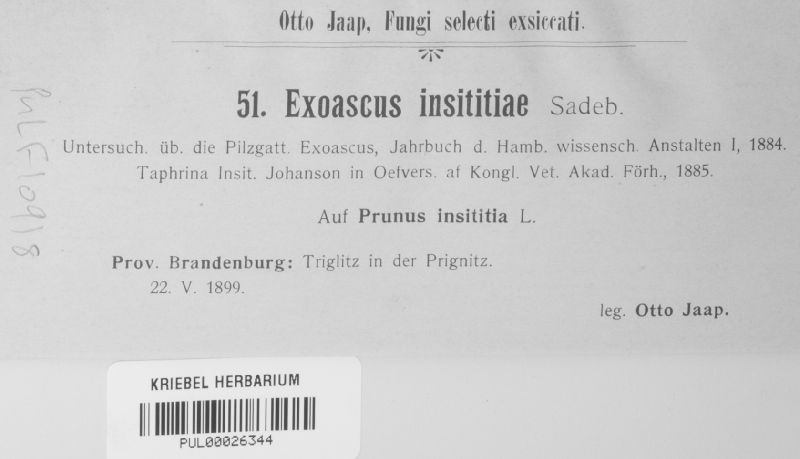 Otto Jaap, Fungi selecti exsiccati.
51. Exoascus insititiae Sadeb.
Untersuch. üb. die Pilzgatt. Exoascus, Jahrbuch d. Hamb. wissensch. Anstalten I, 1884.
Taphrina Insit. Johanson in Oefvers. af Kongl. Vet. Akad. Förh., 1885.
Auf Prunus insititia L.
Prov. Brandenburg: Triglitz in der Prignitz.
22. V. 1899.
leg. Otto Jaap.
PULF10918
KRIEBEL HERBARIUM
PUL00026344